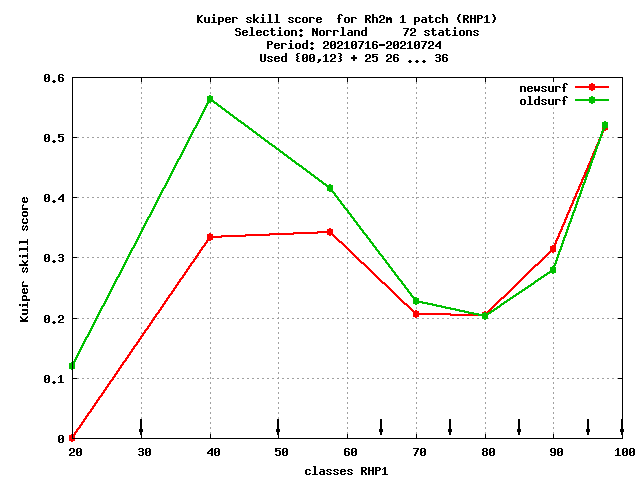 Kuiper skill score  for Rh2m 1 patch (RHP1)
Selection: Norrland     72 stations
Period: 20210716-20210724
Used {00,12} + 25 26 ... 36
newsurf
oldsurf
0.6
0.5
0.4
0.3
0.2
0.1
0
Kuiper skill score
20 30 40 50 60 70 80 90 100
classes RHP1